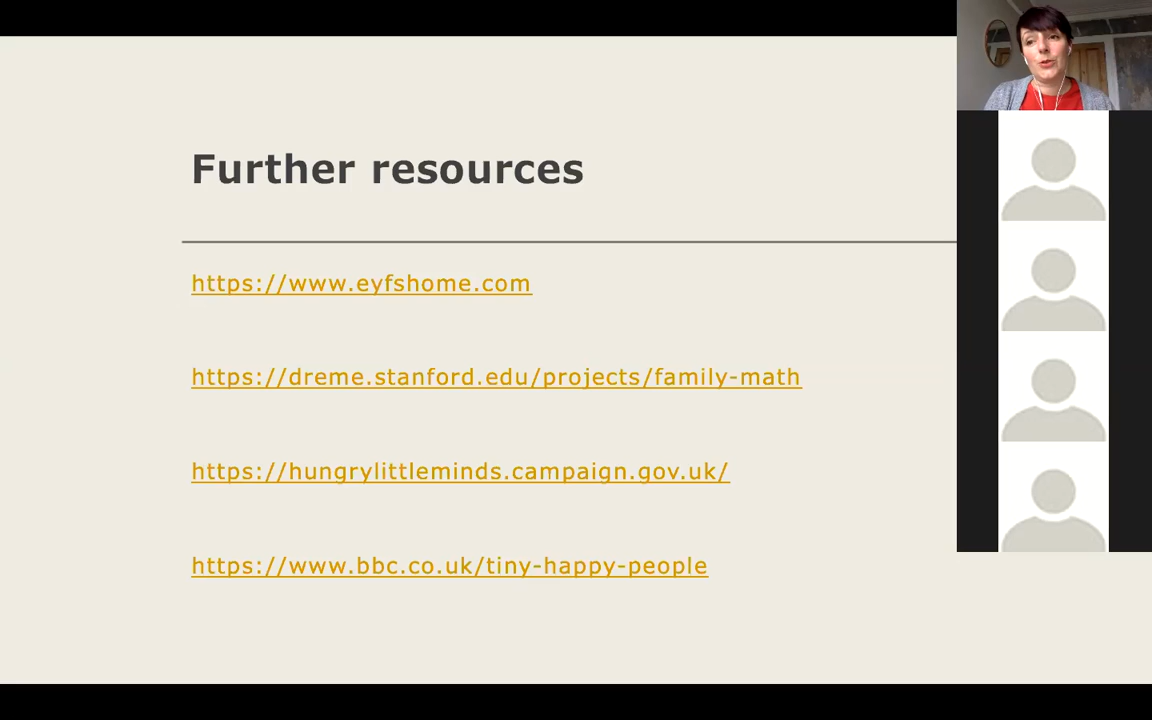 Further resources
https://www.eyfshome.com
https://dreme.stanford.edu/projects/family-math
https://hungrylittleminds.campaign.gov.uk/
https://www.bbc.co.uk/tiny-happy-people